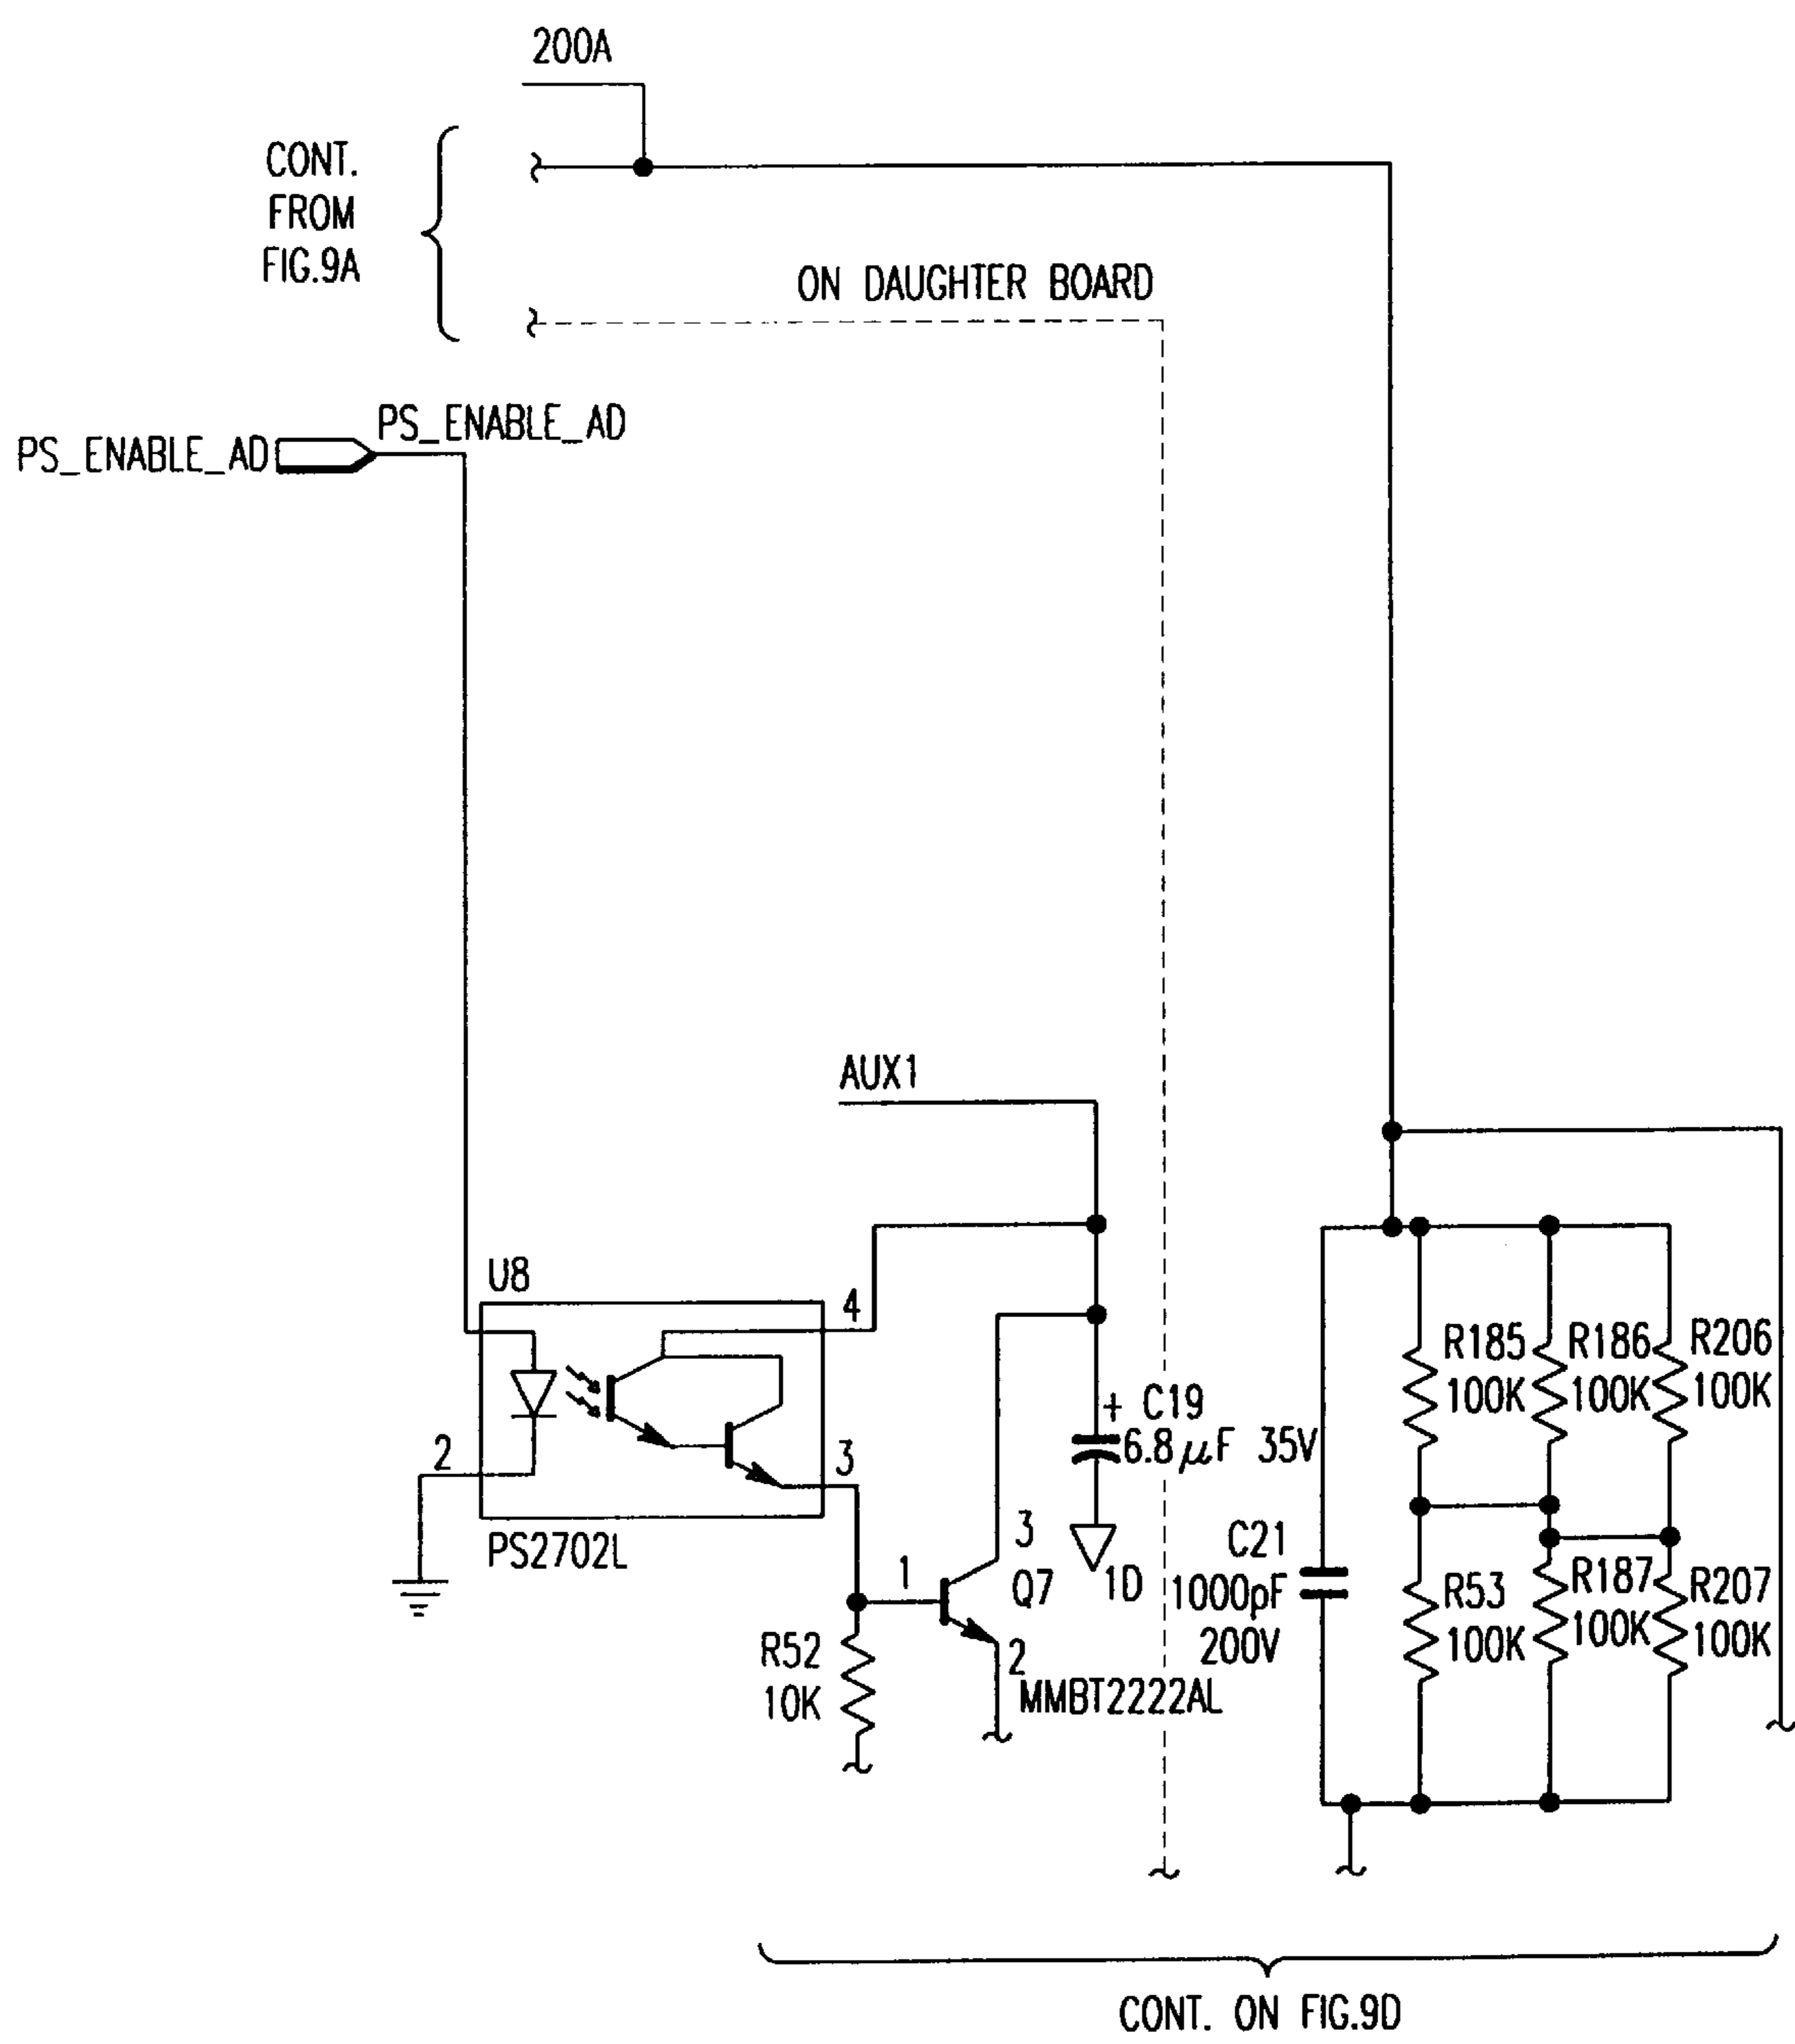 200A
CONT.
FROM
FIG.9A
ON DAUGHTER BOARD
PS_ENABLE_AD
PS_ENABLE_AD
AUX1
U8
4
2
3
PS2702L
+ C19
6.8µF 35V
1D
3
Q7
1
2
MMBT2222AL
R52
10K
C21
1000pF
200V
R185
100K
R186
100K
R206
100K
R53
100K
R187
100K
R207
100K
CONT. ON FIG.9D